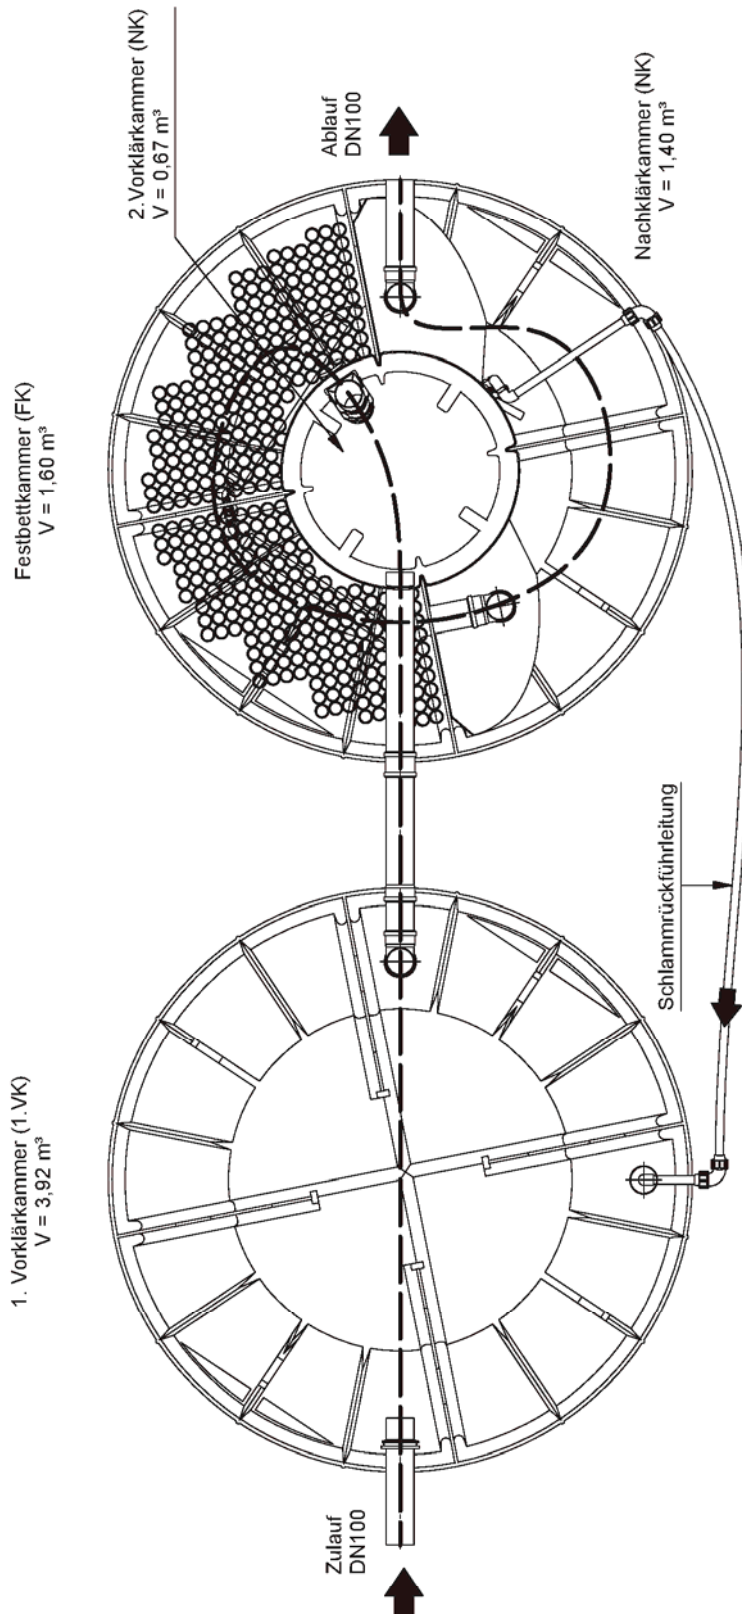 1. Vorklärkammer (1.VK)
V = 3,92 m³
Festbettkammer (FK)
V = 1,60 m³
2.Vorklärkammer (NK)
V = 0,67 m³
Zulauf
DN100
Ablauf
DN100
Schlammrückführleitung
Nachklärkammer (NK)
V = 1,40 m³